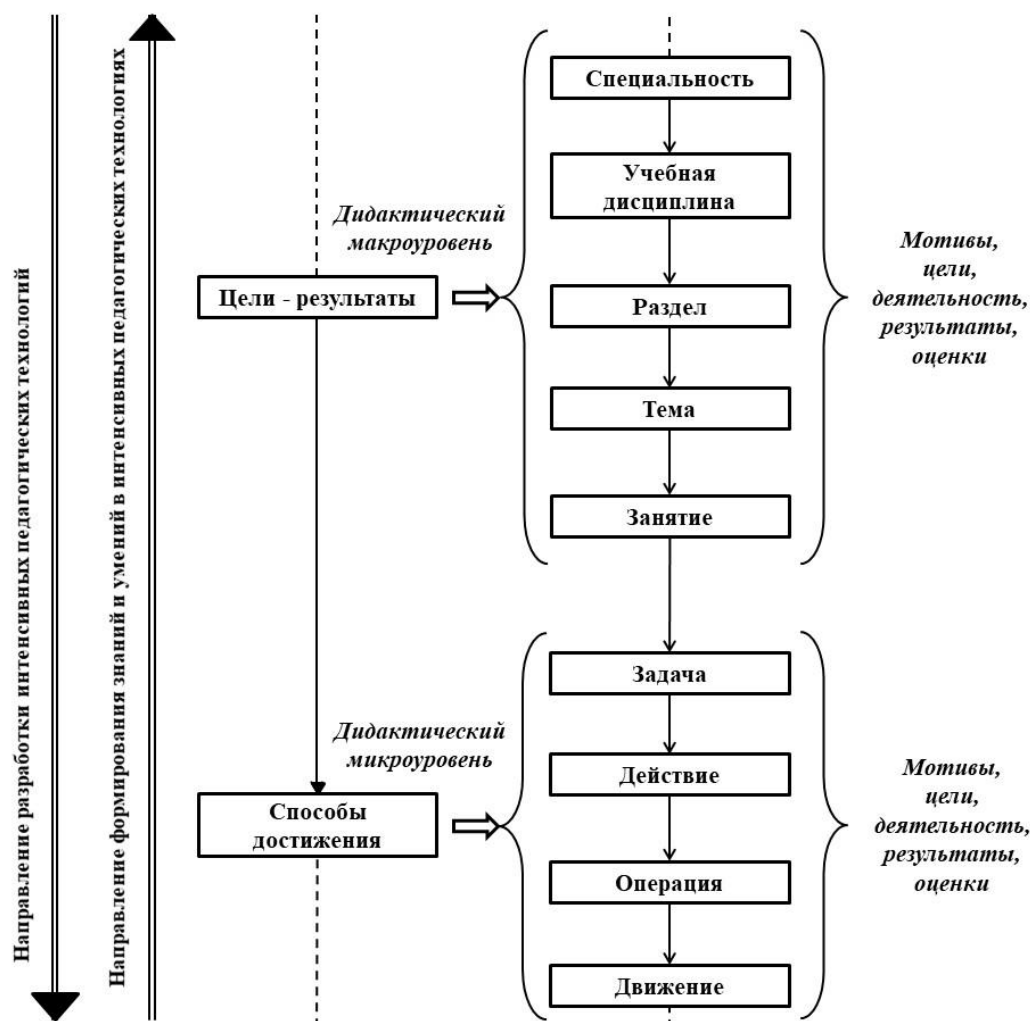 Направление разработки интенсивных педагогических технологий
Направление формирования знаний и умений в интенсивных педагогических технологиях
Специальность
Учебная
дисциплина
Дидактический
макроуровень
Цели - результаты
Раздел
Мотивы,
цели,
деятельность,
результаты,
оценки
Тема
Занятие
Задача
Дидактический
микроуровень
Действие
Способы
достижения
Мотивы,
цели,
деятельность,
результаты,
оценки
Операция
Движение